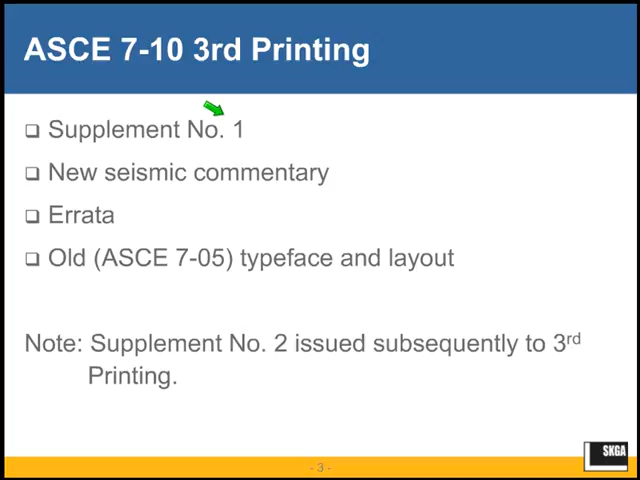 ASCE 7-10 3rd Printing
❑ Supplement No. 1
❑ New seismic commentary
❑ Errata
❑ Old (ASCE 7-05) typeface and layout
Note: Supplement No. 2 issued subsequently to 3rd
Printing.
- 3 -
SKGA